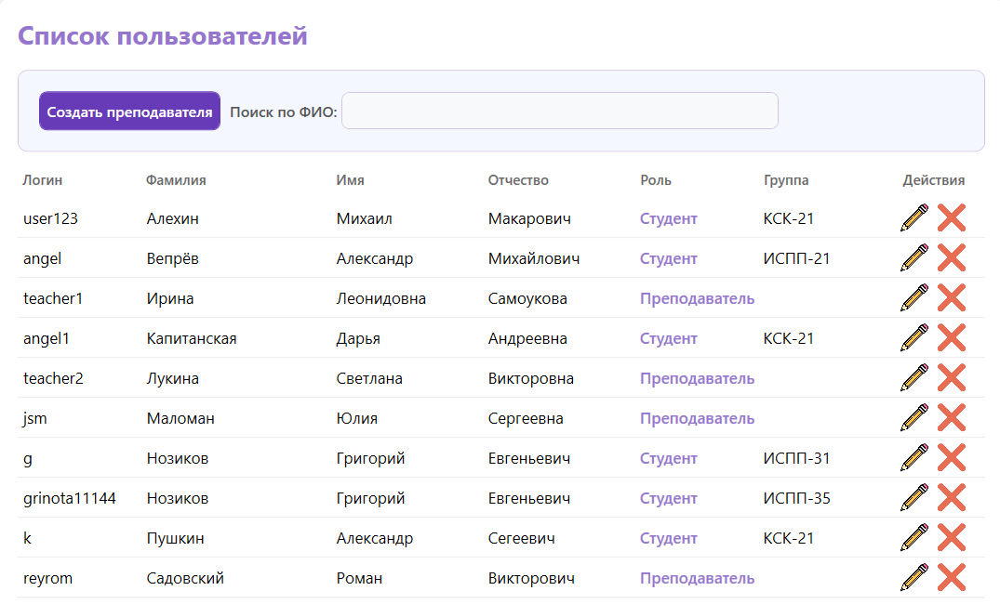 Список пользователей
Создать преподавателя Поиск по ФИО:
Логин Фамилия Имя Отчество Роль Группа Действия
user123 Алехин Михаил Макарович Студент КСК-21
angel Вепрёв Александр Михайлович Студент ИСПП-21
teacher1 Ирина Леонидовна Самоукова Преподаватель
angel1 Капитанская Дарья Андреевна Студент КСК-21
teacher2 Лукина Светлана Викторовна Преподаватель
jsm Маломан Юлия Сергеевна Преподаватель
g Нозиков Григорий Евгеньевич Студент ИСПП-31
grinota11144 Нозиков Григорий Евгеньевич Студент ИСПП-35
k Пушкин Александр Сегеевич Студент КСК-21
reyrom Садовский Роман Викторович Преподаватель